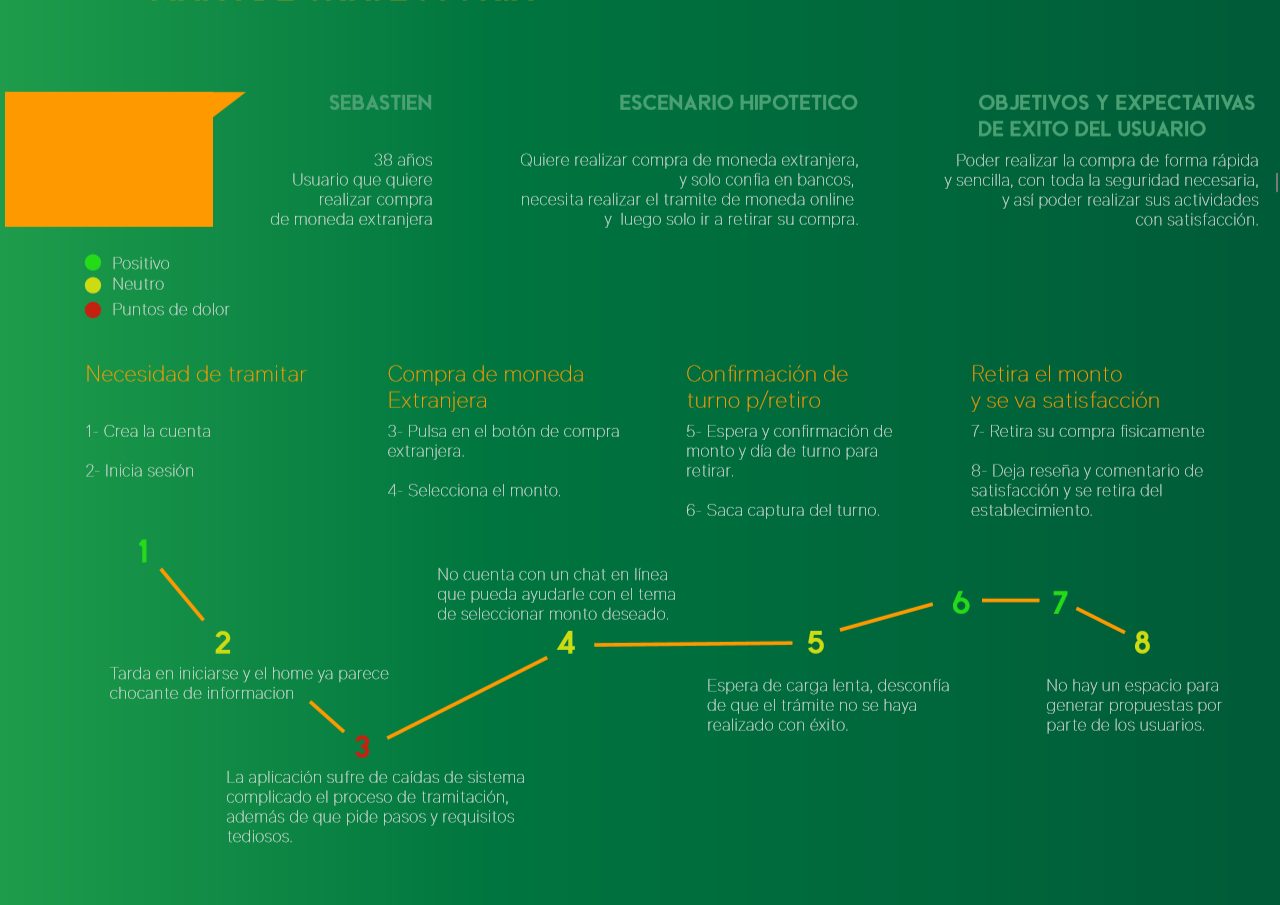 SEBASTIEN
38 años
Usuario que quiere
realizar compra
de moneda extranjera
ESCENARIO HIPOTETICO
Quiere realizar compra de moneda extranjera,
y solo confia en bancos,
necesita realizar el tramite de moneda online
y luego solo ir a retirar su compra.
OBJETIVOS Y EXPECTATIVAS
DE EXITO DEL USUARIO
Poder realizar la compra de forma rápida
y sencilla, con toda la seguridad necesaria,
y así poder realizar sus actividades
con satisfacción.
Positivo
Neutro
Puntos de dolor
Necesidad de tramitar
1- Crea la cuenta
2- Inicia sesión
Compra de moneda
Extranjera
3- Pulsa en el botón de compra
extranjera.
4- Selecciona el monto.
Confirmación de
turno p/retiro
5- Espera y confirmación de
monto y día de turno para
retirar.
6- Saca captura del turno.
Retira el monto
y se va satisfacción
7- Retira su compra fisicamente
8- Deja reseña y comentario de
satisfacción y se retira del
establecimiento.
1
2
Tarda en iniciarse y el home ya parece
chocante de informacion
3
La aplicación sufre de caídas de sistema
complicado el proceso de tramitación,
además de que pide pasos y requisitos
tediosos.
No cuenta con un chat en línea
que pueda ayudarle con el tema
de seleccionar monto deseado.
4
5
Espera de carga lenta, desconfía
de que el trámite no se haya
realizado con éxito.
6
7
8
No hay un espacio para
generar propuestas por
parte de los usuarios.